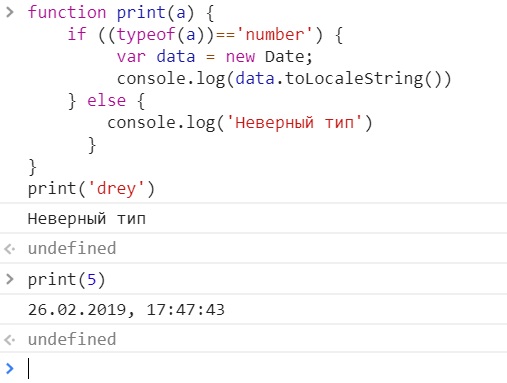 function print(a) {
    if ((typeof(a))=='number') {
         var data = new Date;
         console.log(data.toLocaleString())
    } else {
        console.log('Неверный тип')
      }
}
print('drey')
Неверный тип
undefined
print(5)
26.02.2019, 17:47:43
undefined